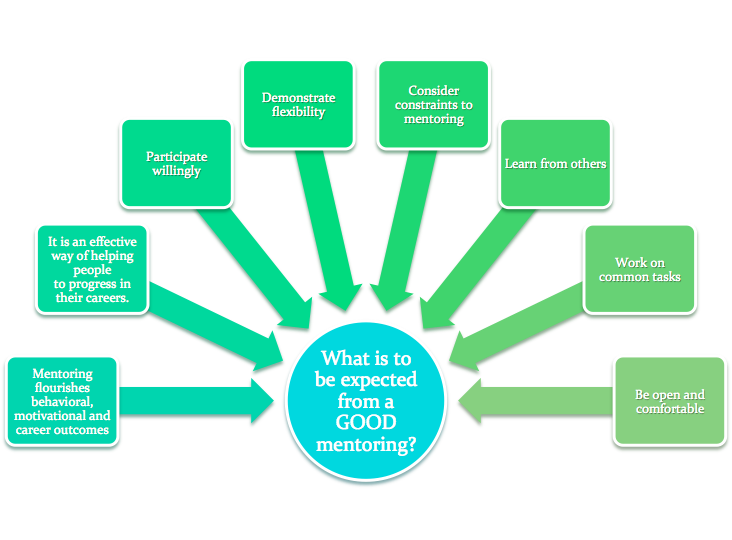 Demonstrate
flexibility
Consider
constraints to
mentoring
Participate
willingly
Learn from others
It is an effective
way of helping
people
to progress in
their careers.
Work on
common tasks
Mentoring
flourishes
behavioral,
motivational and
career outcomes
What is to
be expected
from a
GOOD
mentoring?
Be open and
comfortable